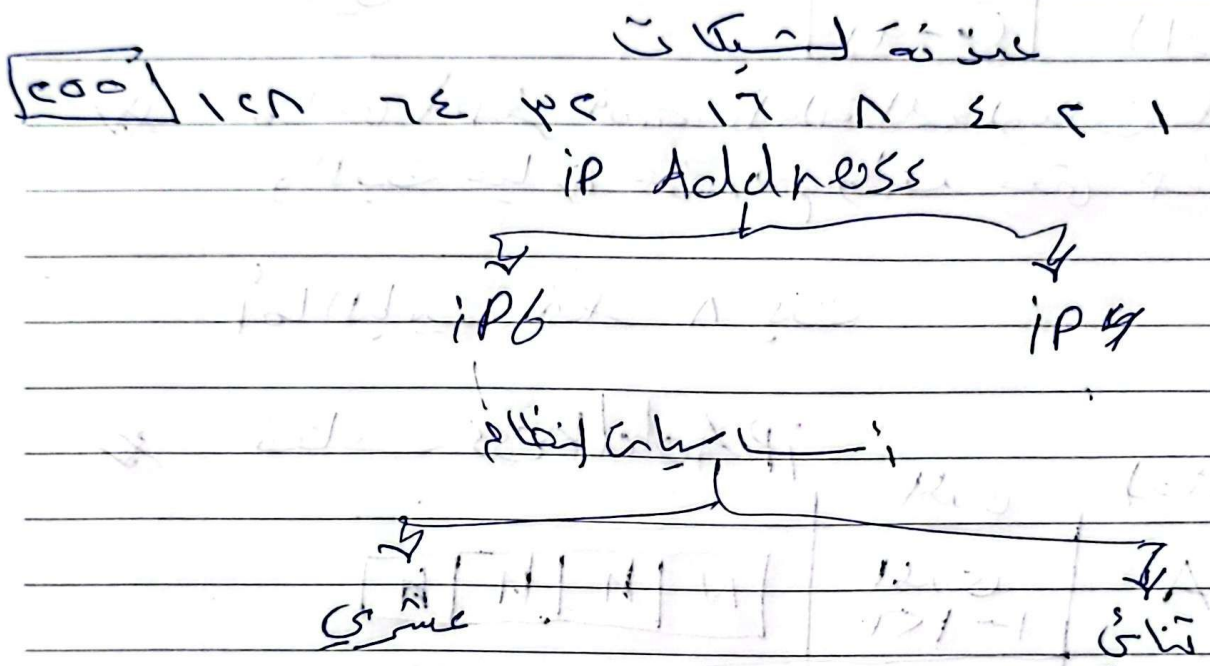 عنونة الشبكات
١ ٢ ٤ ٨ ١٦ ٣٢ ٦٤ ١٢٨ ٢٥٥
iP Address
iP6 iP4
أساسيات النظام
ثنائي عشري